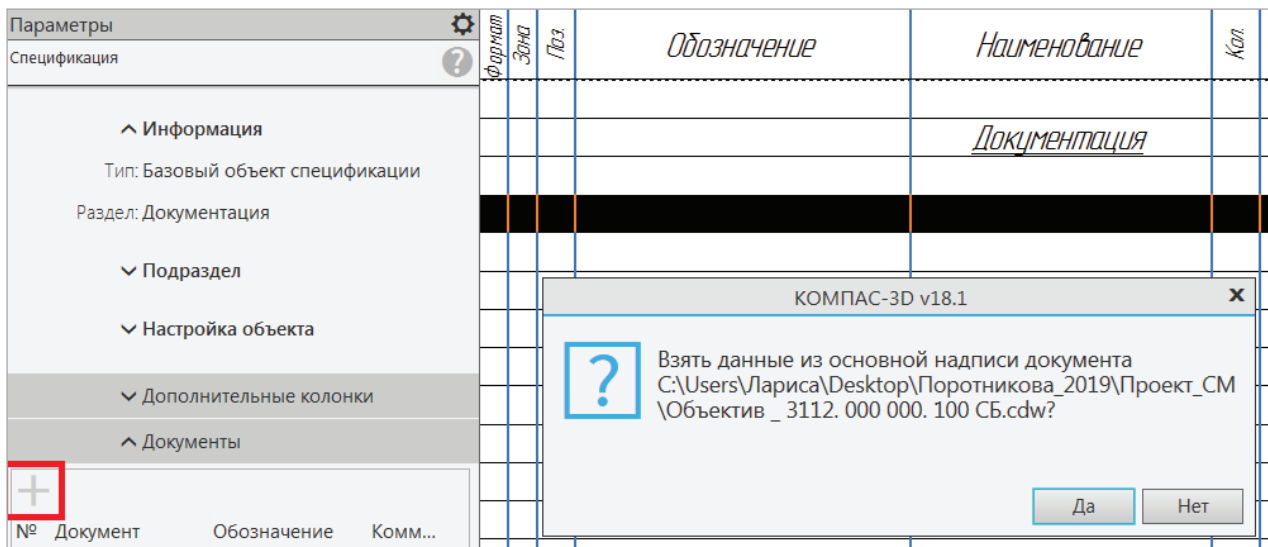 Параметры
Спецификация
Информация
Тип: Базовый объект спецификации
Раздел: Документация
Подраздел
Настройка объекта
Дополнительные колонки
Документы
№ Документ Обозначение Комм...
Формат Зона Поз. Обозначение Наименование Кол.
Документация
КОМПАС-3D v18.1
Взять данные из основной надписи документа
C:\Users\Лариса\Desktop\Поротникова_2019\Проект_СМ
\Объектив _ 3112. 000 000. 100 СБ.cdw?
Да Нет